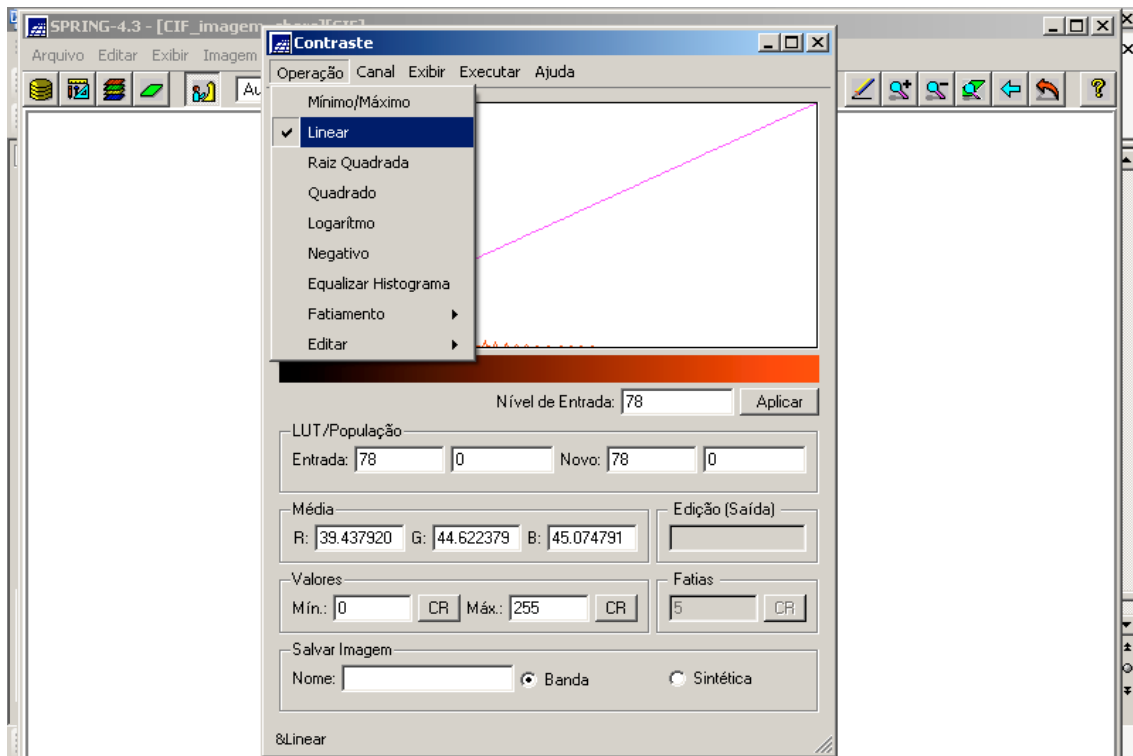 SPRING-4.3 - [CIF_imagem
Arquivo Editar Exibir Imagem
Contraste
Operação Canal Exibir Executar Ajuda
Mínimo/Máximo
Linear
Raiz Quadrada
Quadrado
Logarítmo
Negativo
Equalizar Histograma
Fatiamento
Editar
Nível de Entrada: 78 Aplicar
LUT/População
Entrada: 78 0 Novo: 78 0
Média
R: 39.437920 G: 44.622379 B: 45.074791
Edição (Saída)
Valores
Mín.: 0 CR Máx.: 255 CR
Fatias
5 CR
Salvar Imagem
Nome: Banda Sintética
&Linear